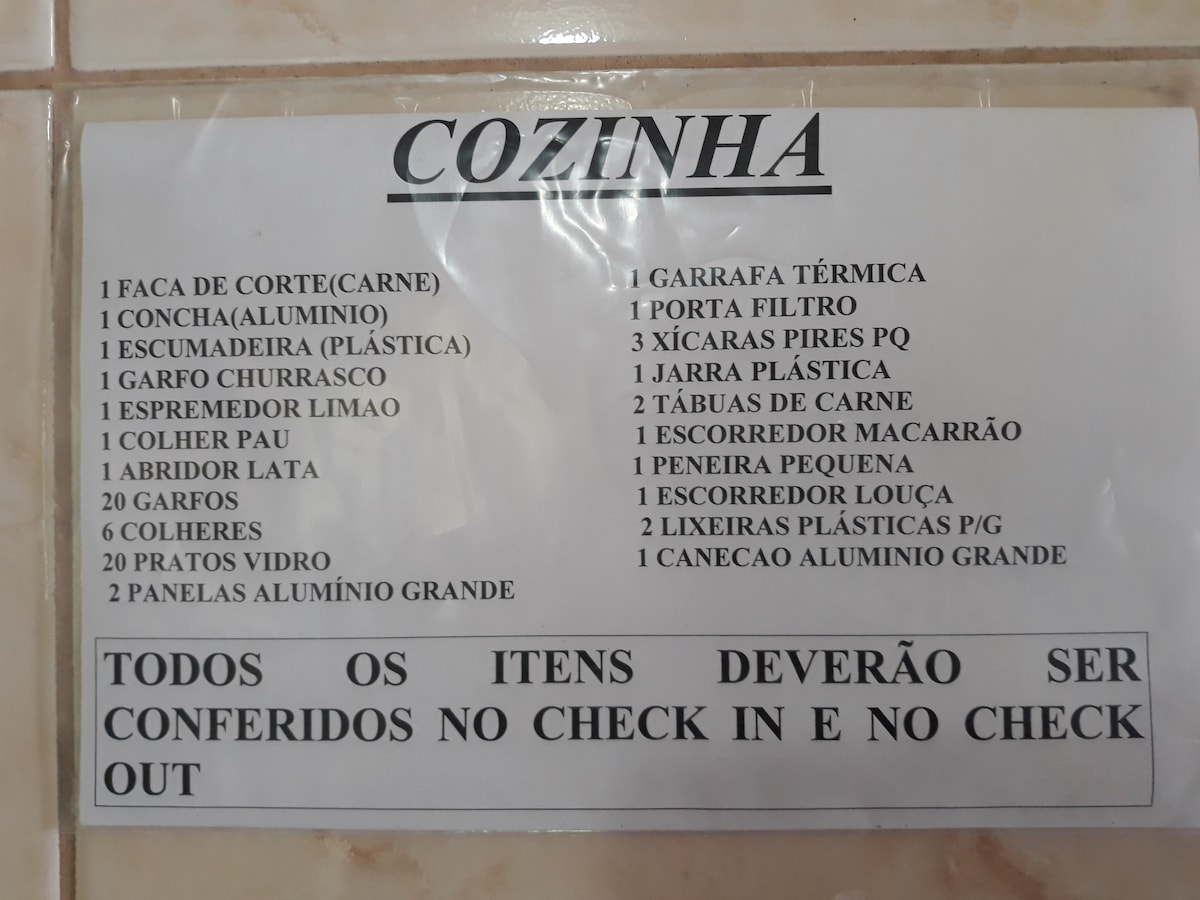 COZINHA
1 FACA DE CORTE(CARNE)
1 CONCHA(ALUMINIO)
1 ESCUMADEIRA (PLÁSTICA)
1 GARFO CHURRASCO
1 ESPREMEDOR LIMAO
1 COLHER PAU
1 ABRIDOR LATA
20 GARFOS
6 COLHERES
20 PRATOS VIDRO
2 PANELAS ALUMÍNIO GRANDE
1 GARRAFA TÉRMICA
1 PORTA FILTRO
3 XÍCARAS PIRES PQ
1 JARRA PLÁSTICA
2 TÁBUAS DE CARNE
1 ESCORREDOR MACARRÃO
1 PENEIRA PEQUENA
1 ESCORREDOR LOUÇA
2 LIXEIRAS PLÁSTICAS P/G
1 CANECAO ALUMINIO GRANDE
TODOS OS ITENS DEVERÃO SER
CONFERIDOS NO CHECK IN E NO CHECK
OUT